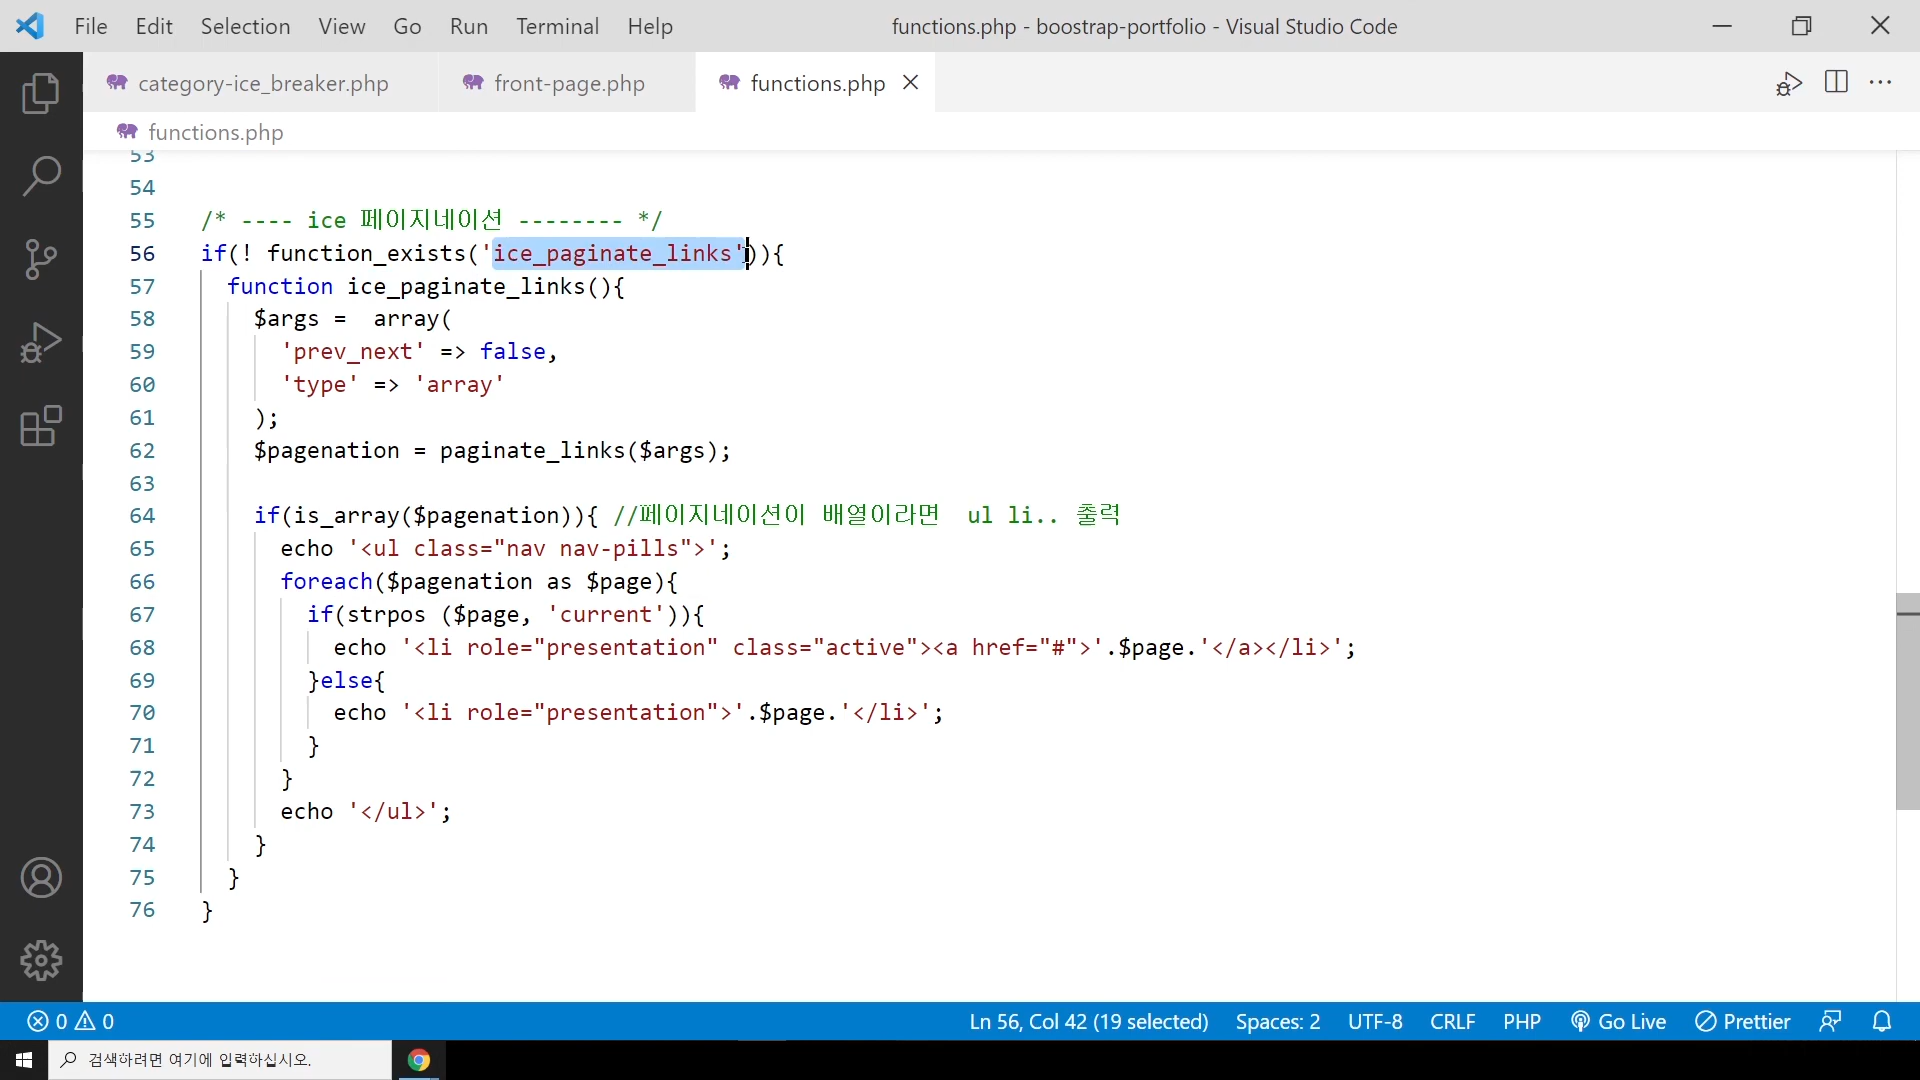 File Edit Selection View Go Run Terminal Help functions.php - boostrap-portfolio - Visual Studio Code
category-ice_breaker.php front-page.php functions.php
functions.php
53
54
55 /* ---- ice 페이지네이션 -------- */
56 if(! function_exists('ice_paginate_links')){
57 function ice_paginate_links(){
58 $args =  array(
59 'prev_next' => false,
60 'type' => 'array'
61 );
62 $pagenation = paginate_links($args);
63
64 if(is_array($pagenation)){ //페이지네이션이 배열이라면  ul li.. 출력
65 echo '<ul class="nav nav-pills">';
66 foreach($pagenation as $page){
67 if(strpos ($page, 'current')){
68 echo '<li role="presentation" class="active"><a href="#">'.$page.'</a></li>';
69 }else{
70 echo '<li role="presentation">'.$page.'</li>';
71 }
72 }
73 echo '</ul>';
74 }
75 }
76 }
0 0 Ln 56, Col 42 (19 selected) Spaces: 2 UTF-8 CRLF PHP Go Live Prettier
검색하려면 여기에 입력하십시오.